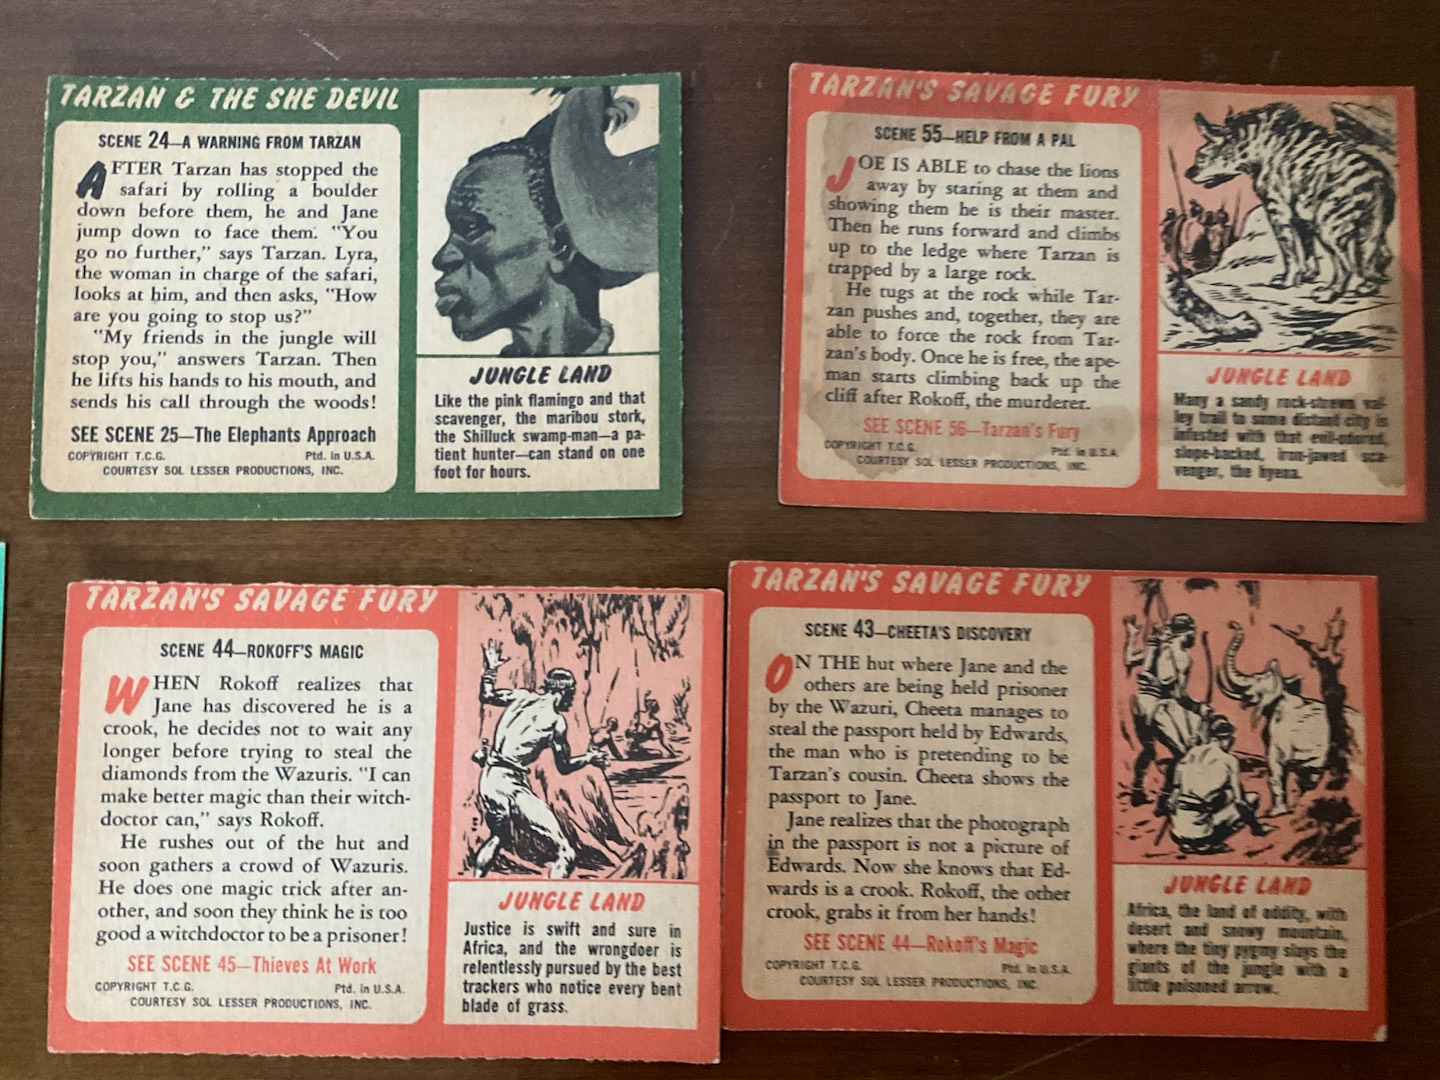 TARZAN & THE SHE DEVIL
SCENE 24—A WARNING FROM TARZAN
AFTER Tarzan has stopped the
safari by rolling a boulder
down before them, he and Jane
jump down to face them. "You
go no further," says Tarzan. Lyra,
the woman in charge of the safari,
looks at him, and then asks, "How
are you going to stop us?"
"My friends in the jungle will
stop you," answers Tarzan. Then
he lifts his hands to his mouth, and
sends his call through the woods!
SEE SCENE 25—The Elephants Approach
COPYRIGHT T.C.G. Ptd. in U.S.A.
COURTESY SOL LESSER PRODUCTIONS, INC.
JUNGLE LAND
Like the pink flamingo and that
scavenger, the maribou stork,
the Shilluck swamp-man—a pa-
tient hunter—can stand on one
foot for hours.
TARZAN'S SAVAGE FURY
SCENE 55—HELP FROM A PAL
JOE IS ABLE to chase the lions
away by staring at them and
showing them he is their master.
Then he runs forward and climbs
up to the ledge where Tarzan is
trapped by a large rock.
He tugs at the rock while Tar-
zan pushes and, together, they are
able to force the rock from Tar-
zan's body. Once he is free, the ape-
man starts climbing back up the
cliff after Rokoff, the murderer.
SEE SCENE 56—Tarzan's Fury
COPYRIGHT T.C.G. Ptd. in U.S.A.
COURTESY SOL LESSER PRODUCTIONS, INC.
JUNGLE LAND
Many a sandy rock-strewn val-
ley trail to some distant city is
infested with that evil-odored,
slope-backed, iron-jawed sca-
venger, the hyena.
TARZAN'S SAVAGE FURY
SCENE 44—ROKOFF'S MAGIC
WHEN Rokoff realizes that
Jane has discovered he is a
crook, he decides not to wait any
longer before trying to steal the
diamonds from the Wazuris. "I can
make better magic than their witch-
doctor can," says Rokoff.
He rushes out of the hut and
soon gathers a crowd of Wazuris.
He does one magic trick after an-
other, and soon they think he is too
good a witchdoctor to be a prisoner!
SEE SCENE 45—Thieves At Work
COPYRIGHT T.C.G. Ptd. in U.S.A.
COURTESY SOL LESSER PRODUCTIONS, INC.
JUNGLE LAND
Justice is swift and sure in
Africa, and the wrongdoer is
relentlessly pursued by the best
trackers who notice every bent
blade of grass.
TARZAN'S SAVAGE FURY
SCENE 43—CHEETA'S DISCOVERY
ON THE hut where Jane and the
others are being held prisoner
by the Wazuri, Cheeta manages to
steal the passport held by Edwards,
the man who is pretending to be
Tarzan's cousin. Cheeta shows the
passport to Jane.
Jane realizes that the photograph
in the passport is not a picture of
Edwards. Now she knows that Ed-
wards is a crook. Rokoff, the other
crook, grabs it from her hands!
SEE SCENE 44—Rokoff's Magic
COPYRIGHT T.C.G. Ptd. in U.S.A.
COURTESY SOL LESSER PRODUCTIONS, INC.
JUNGLE LAND
Africa, the land of oddity, with
desert and snowy mountain,
where the tiny pygmy slays the
giants of the jungle with a
little poisoned arrow.